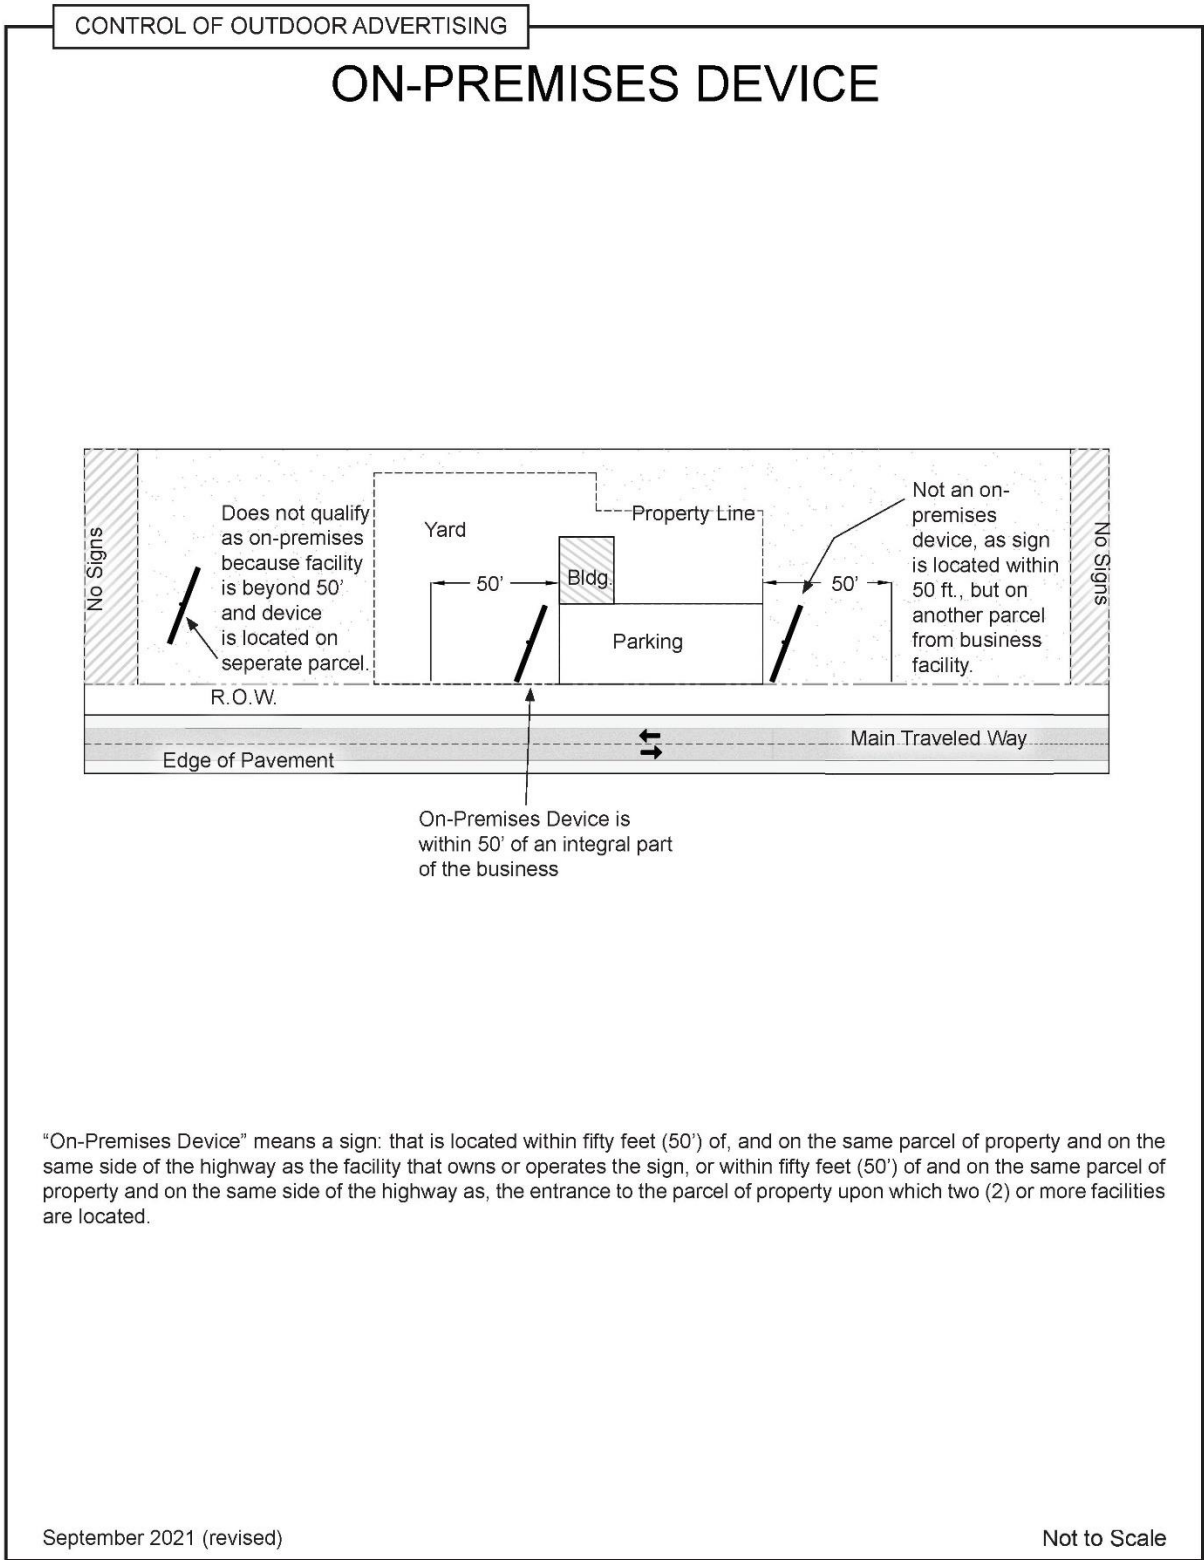 CONTROL OF OUTDOOR ADVERTISING
ON-PREMISES DEVICE
No Signs
Does not qualify
as on-premises
because facility
is beyond 50'
and device
is located on
seperate parcel.
Yard
50'
Bldg.
Property Line
Parking
50'
Not an on-
premises
device, as sign
is located within
50 ft., but on
another parcel
from business
facility.
No Signs
R.O.W.
Main Traveled Way
Edge of Pavement
On-Premises Device is
within 50' of an integral part
of the business
“On-Premises Device” means a sign: that is located within fifty feet (50’) of, and on the same parcel of property and on the
same side of the highway as the facility that owns or operates the sign, or within fifty feet (50’) of and on the same parcel of
property and on the same side of the highway as, the entrance to the parcel of property upon which two (2) or more facilities
are located.
September 2021 (revised)
Not to Scale